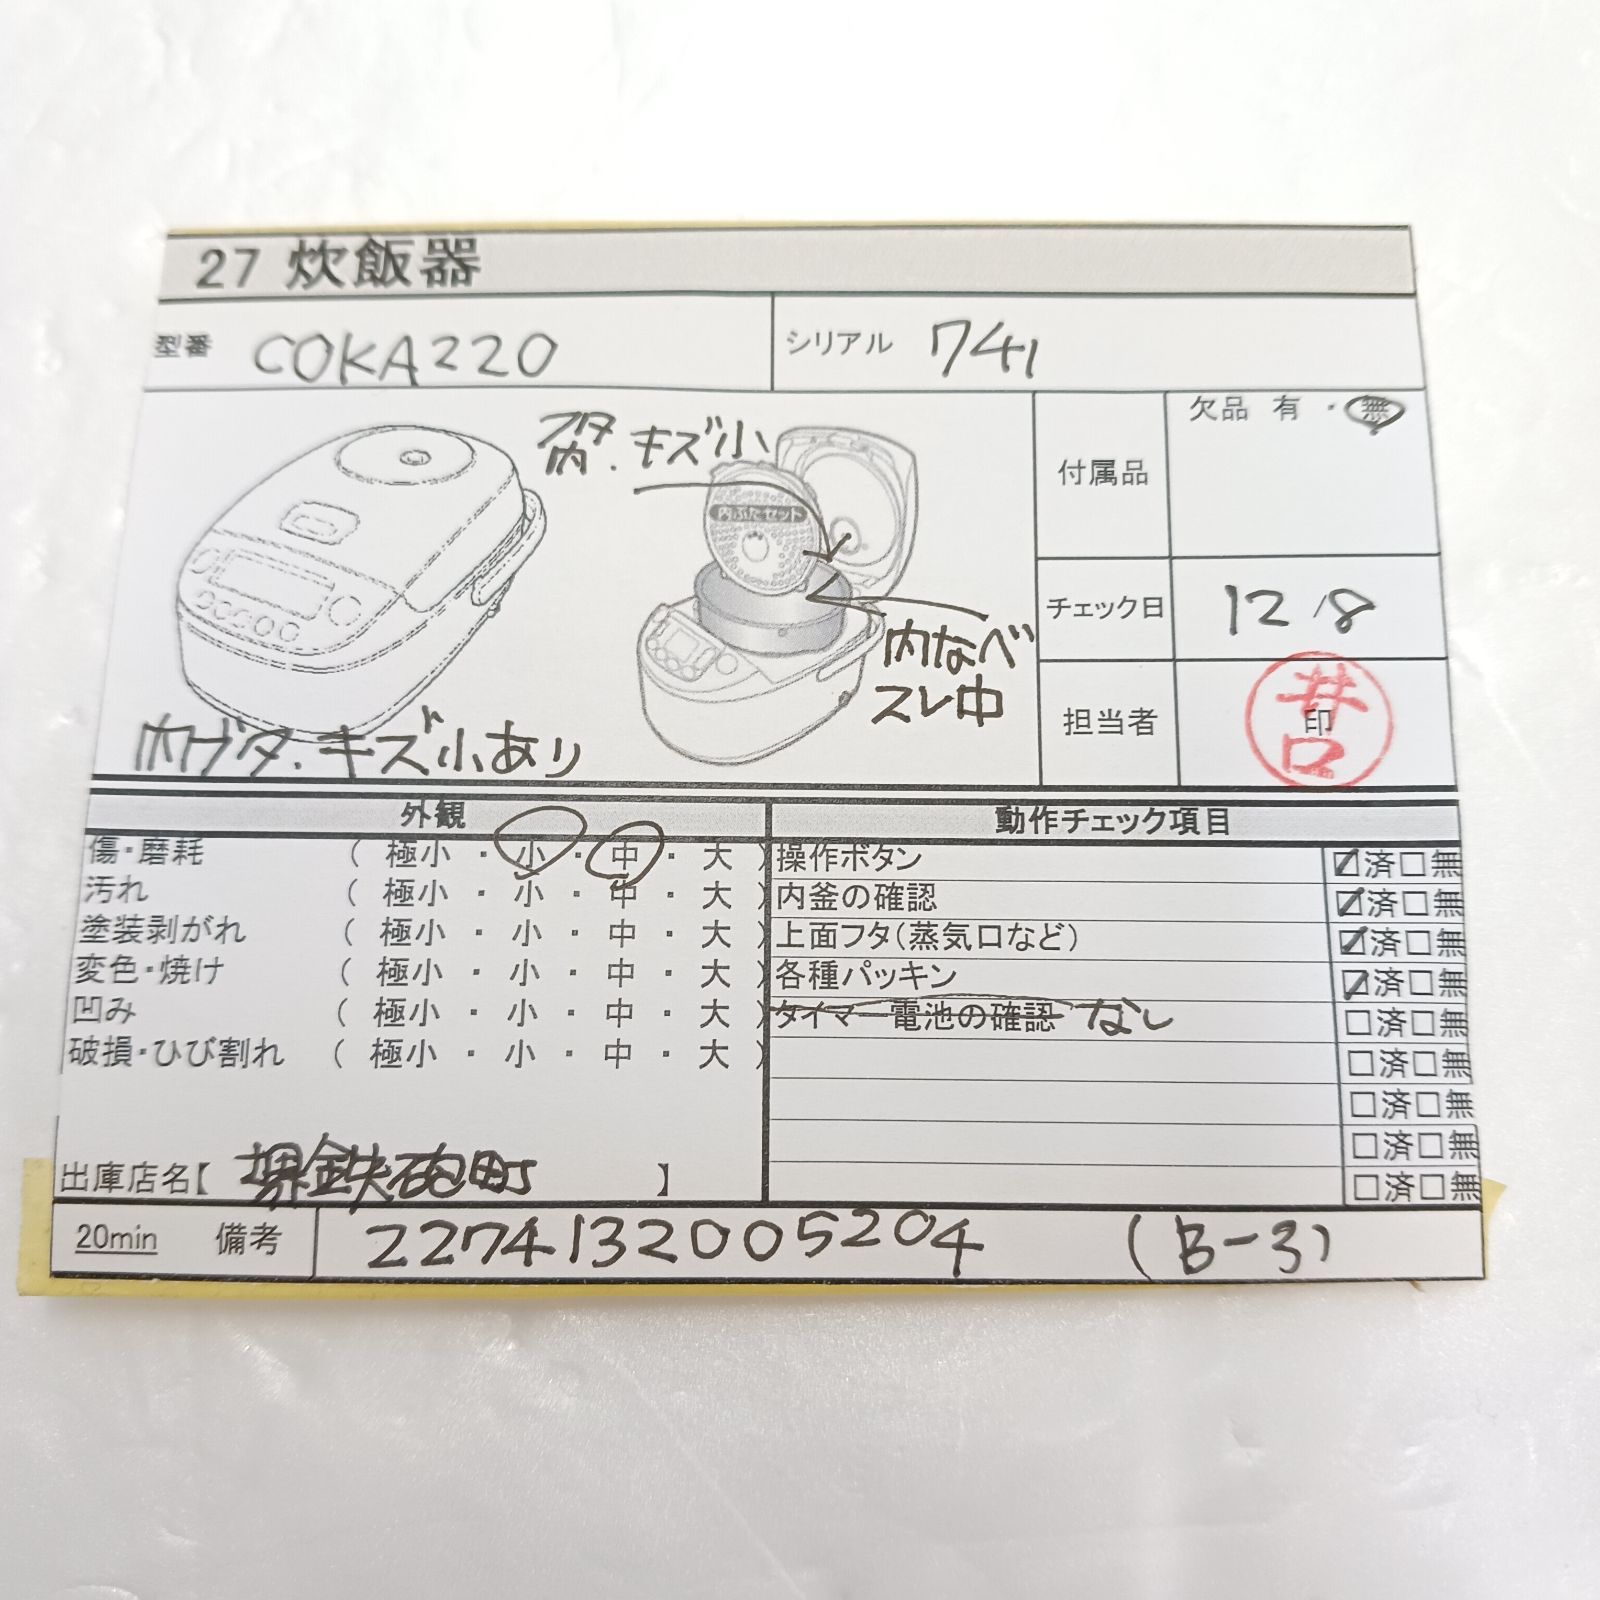 27 炊飯器
型番 COKA220 シリアル 741
フタ内.キズ小
内ぶたセット
内なべ
スレ中
内ブタ.キズ小あり
付属品 欠品 有・無
チェック日 12/8
担当者 印 井口
外観
傷・磨耗 ( 極小 ・ 小 ・ 中 ・ 大 )
汚れ ( 極小 ・ 小 ・ 中 ・ 大 )
塗装剥がれ ( 極小 ・ 小 ・ 中 ・ 大 )
変色・焼け ( 極小 ・ 小 ・ 中 ・ 大 )
凹み ( 極小 ・ 小 ・ 中 ・ 大 )
破損・ひび割れ ( 極小 ・ 小 ・ 中 ・ 大 )
出庫店名【 堺鉄砲町 】
動作チェック項目
操作ボタン ☑済□無
内釜の確認 ☑済□無
上面フタ(蒸気口など) ☑済□無
各種パッキン ☑済□無
タイマー電池の確認 なし □済□無
□済□無
□済□無
□済□無
□済□無
20min 備考 2274132005204 (B-3)